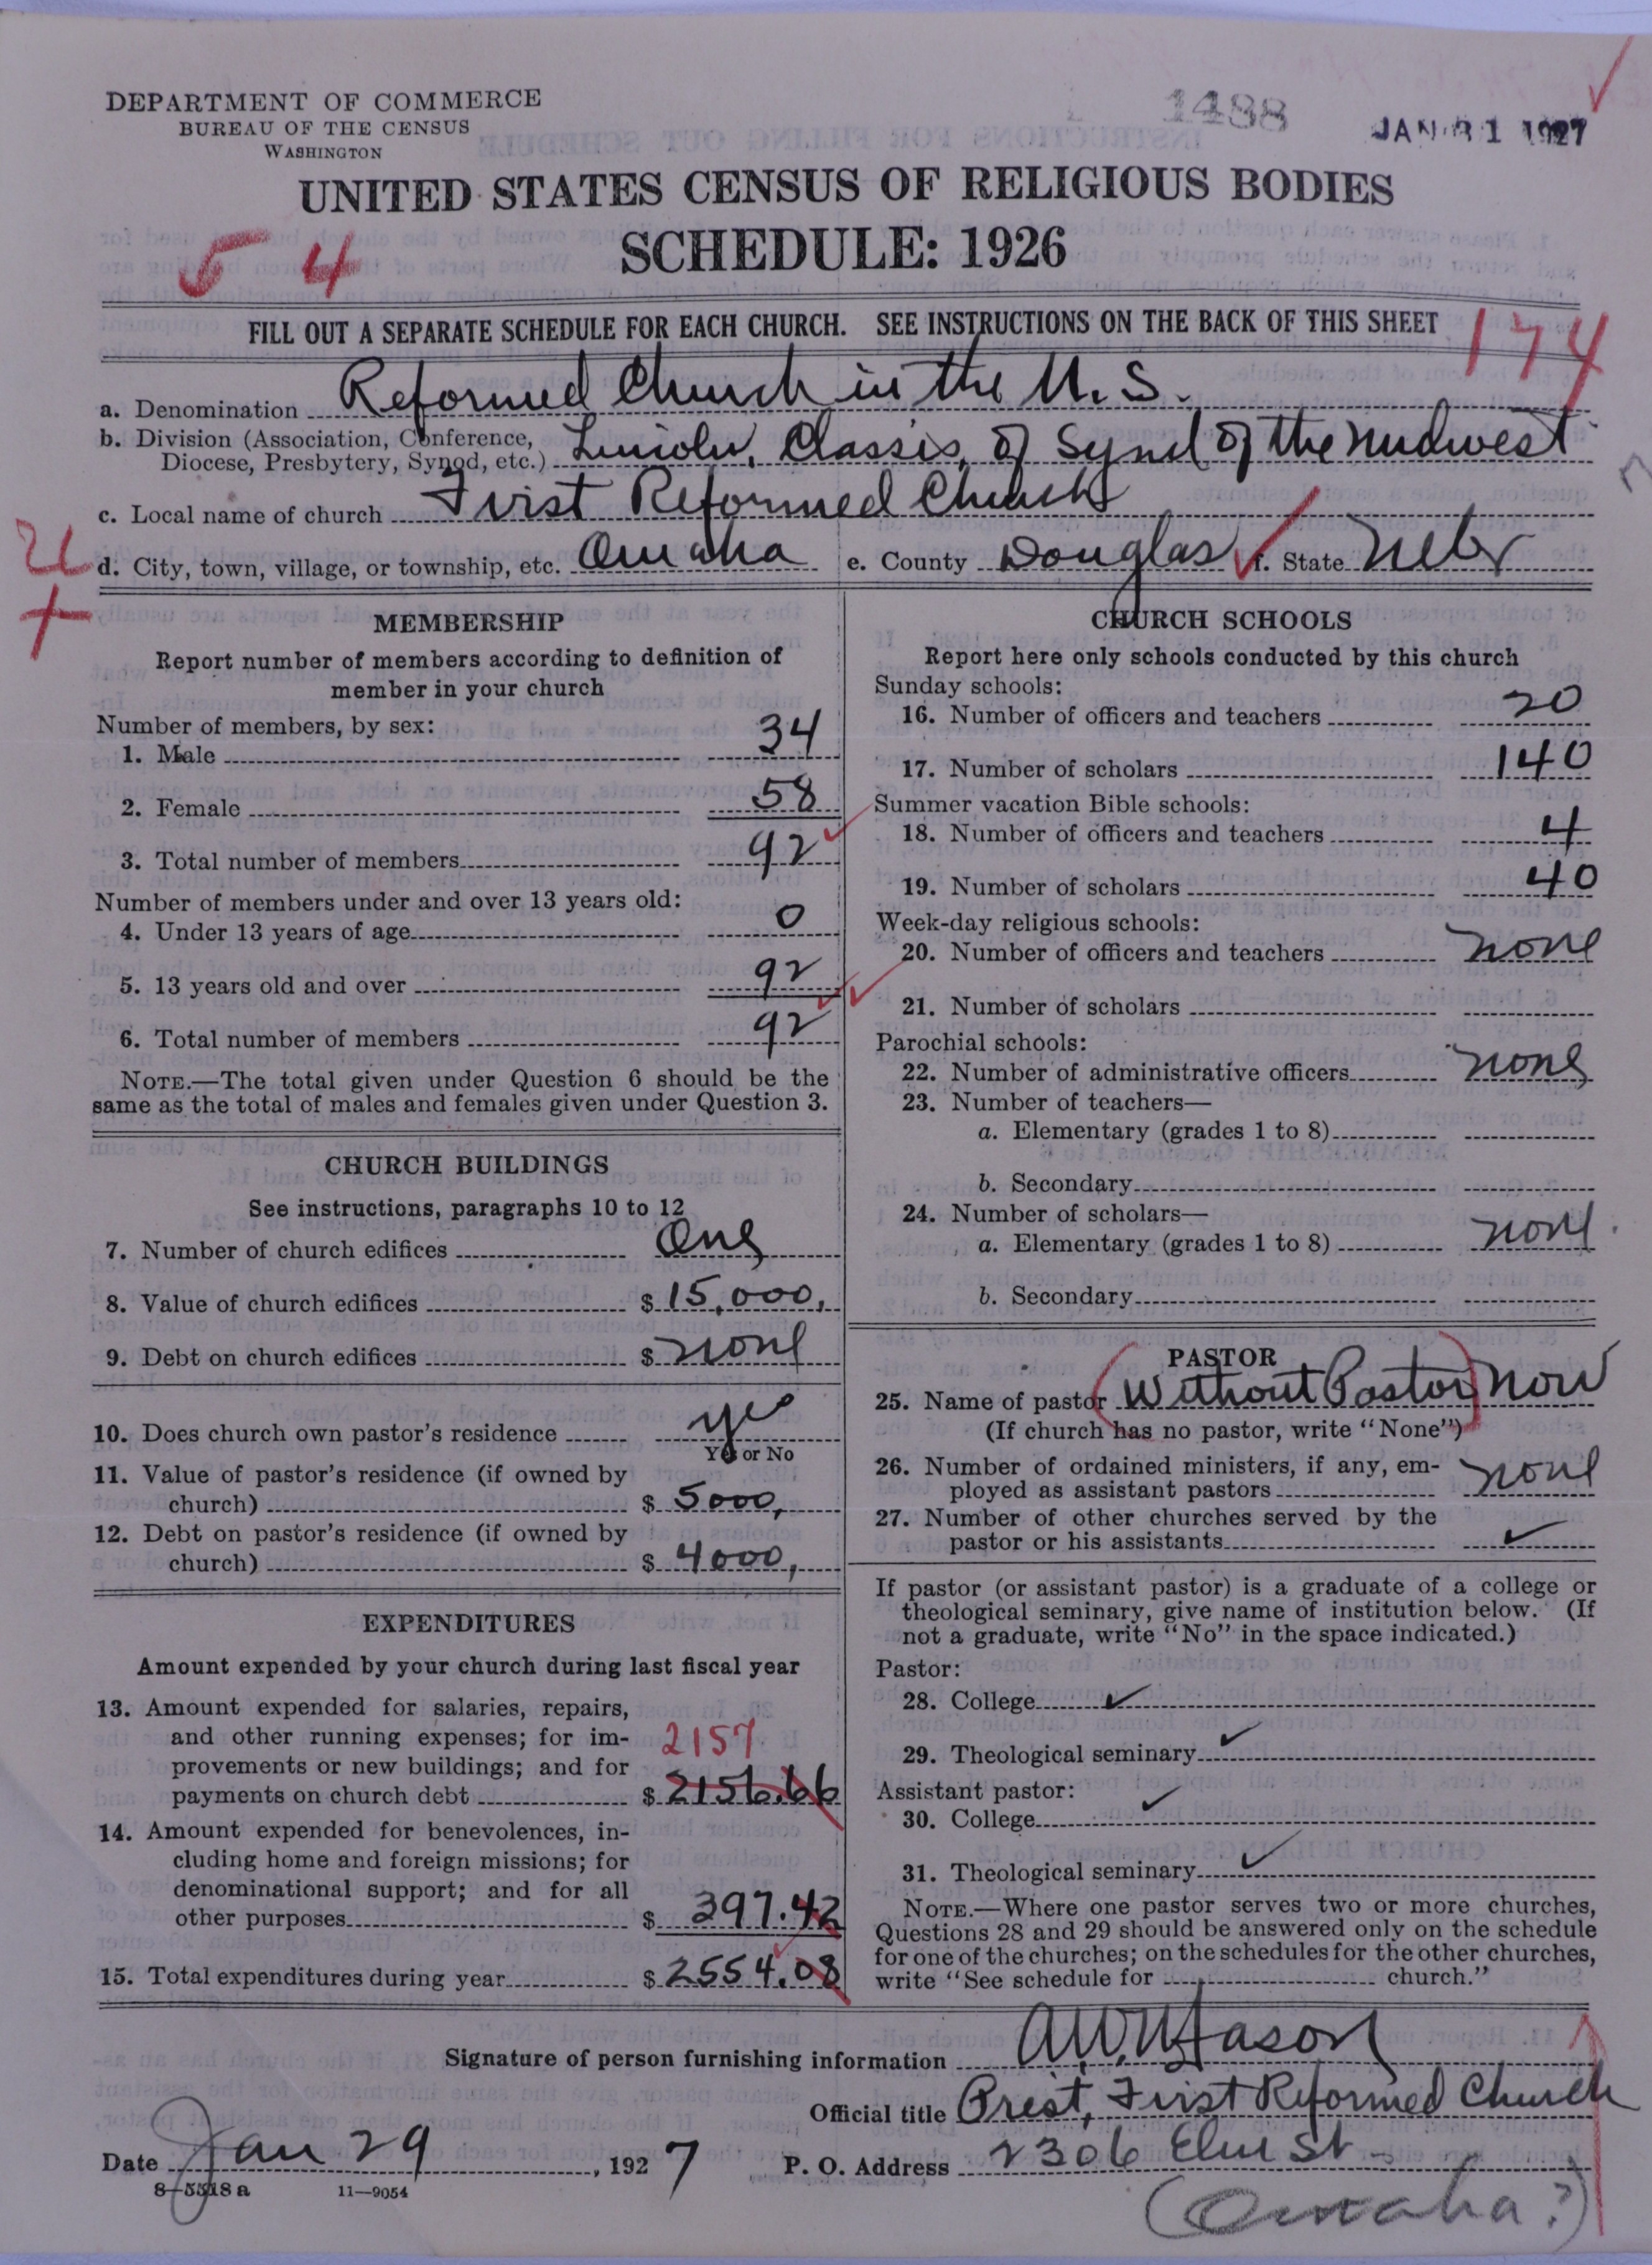 DEPARTMENT OF COMMERCE
BUREAU OF THE CENSUS
WASHINGTON
1488
JAN 31 1927
UNITED STATES CENSUS OF RELIGIOUS BODIES
SCHEDULE: 1926
5 4
FILL OUT A SEPARATE SCHEDULE FOR EACH CHURCH. SEE INSTRUCTIONS ON THE BACK OF THIS SHEET
174
a. Denomination Reformed Church in the U. S.
b. Division (Association, Conference, Diocese, Presbytery, Synod, etc.) Lincoln, Classis, of Synd of the midwest
c. Local name of church First Reformed Church
d. City, town, village, or township, etc. Omaha e. County Douglas f. State Nebr
MEMBERSHIP
Report number of members according to definition of
member in your church
Number of members, by sex:
1. Male 34
2. Female 58
3. Total number of members 92
Number of members under and over 13 years old:
4. Under 13 years of age 0
5. 13 years old and over 92
6. Total number of members 92
NOTE.—The total given under Question 6 should be the
same as the total of males and females given under Question 3.
CHURCH BUILDINGS
See instructions, paragraphs 10 to 12
7. Number of church edifices One
8. Value of church edifices $ 15,000,
9. Debt on church edifices $ none
10. Does church own pastor's residence yes
Yes or No
11. Value of pastor's residence (if owned by
church) $ 5000,
12. Debt on pastor's residence (if owned by
church) $ 4000,
EXPENDITURES
Amount expended by your church during last fiscal year
13. Amount expended for salaries, repairs,
and other running expenses; for im-
provements or new buildings; and for
2157
payments on church debt $ 2156.66
14. Amount expended for benevolences, in-
cluding home and foreign missions; for
denominational support; and for all
other purposes $ 397.42
15. Total expenditures during year $ 2554.08
CHURCH SCHOOLS
Report here only schools conducted by this church
Sunday schools:
16. Number of officers and teachers 20
17. Number of scholars 140
Summer vacation Bible schools:
18. Number of officers and teachers 4
19. Number of scholars 40
Week-day religious schools:
20. Number of officers and teachers none
21. Number of scholars
Parochial schools:
22. Number of administrative officers none
23. Number of teachers—
a. Elementary (grades 1 to 8)
b. Secondary
24. Number of scholars—
a. Elementary (grades 1 to 8) none.
b. Secondary
PASTOR
25. Name of pastor (Without Pastor) now
(If church has no pastor, write "None")
26. Number of ordained ministers, if any, em-
ployed as assistant pastors none
27. Number of other churches served by the
pastor or his assistants ✓
If pastor (or assistant pastor) is a graduate of a college or
theological seminary, give name of institution below. (If
not a graduate, write "No" in the space indicated.)
Pastor:
28. College ✓
29. Theological seminary ✓
Assistant pastor:
30. College ✓
31. Theological seminary ✓
NOTE.—Where one pastor serves two or more churches,
Questions 28 and 29 should be answered only on the schedule
for one of the churches; on the schedules for the other churches,
write "See schedule for church."
Signature of person furnishing information A.W. Mason
Official title Prest, First Reformed Church
Date Jan 29, 1927 P. O. Address 2306 Elm St
8-5518 a 11—9054
(Omaha?)